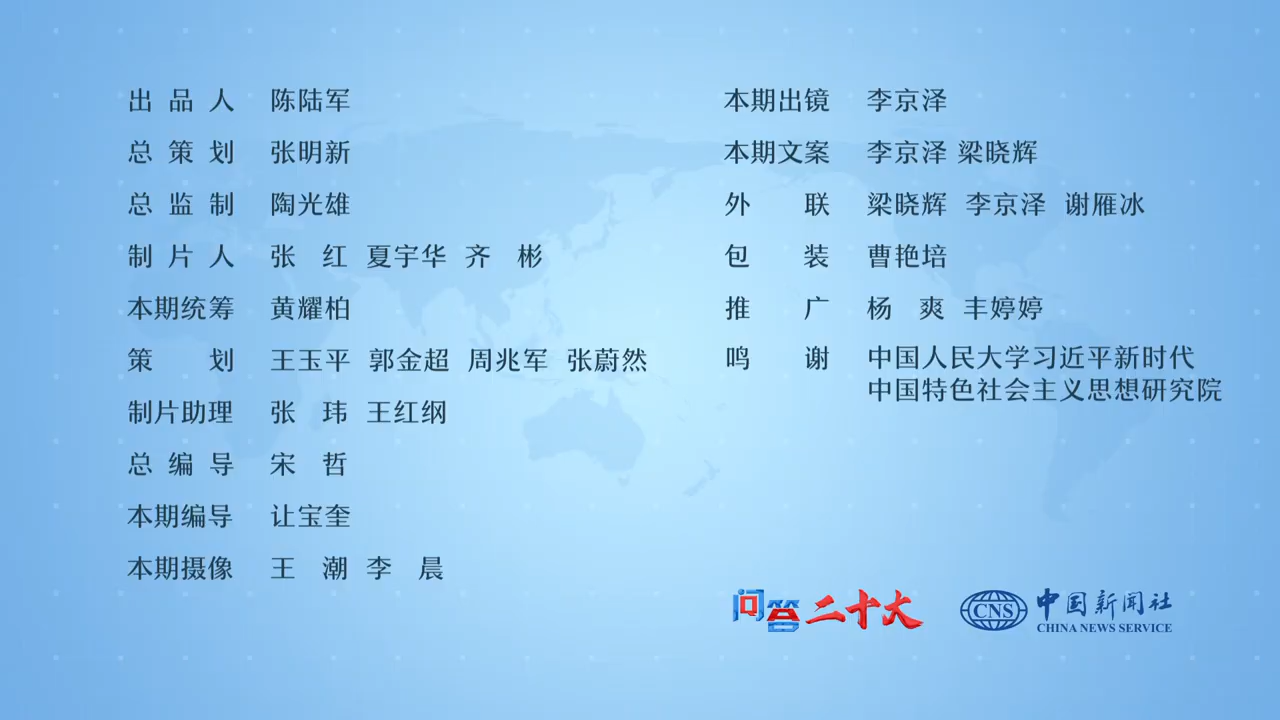 出品人 陈陆军
总策划 张明新
总监制 陶光雄
制片人 张红 夏宇华 齐彬
本期统筹 黄耀柏
策划 王玉平 郭金超 周兆军 张蔚然
制片助理 张玮 王红纲
总编导 宋哲
本期编导 让宝奎
本期摄像 王潮 李晨
本期出镜 李京泽
本期文案 李京泽 梁晓辉
外联 梁晓辉 李京泽 谢雁冰
包装 曹艳培
推广 杨爽 丰婷婷
鸣谢 中国人民大学习近平新时代
中国特色社会主义思想研究院
问答二十大
CNS 中国新闻社
CHINA NEWS SERVICE